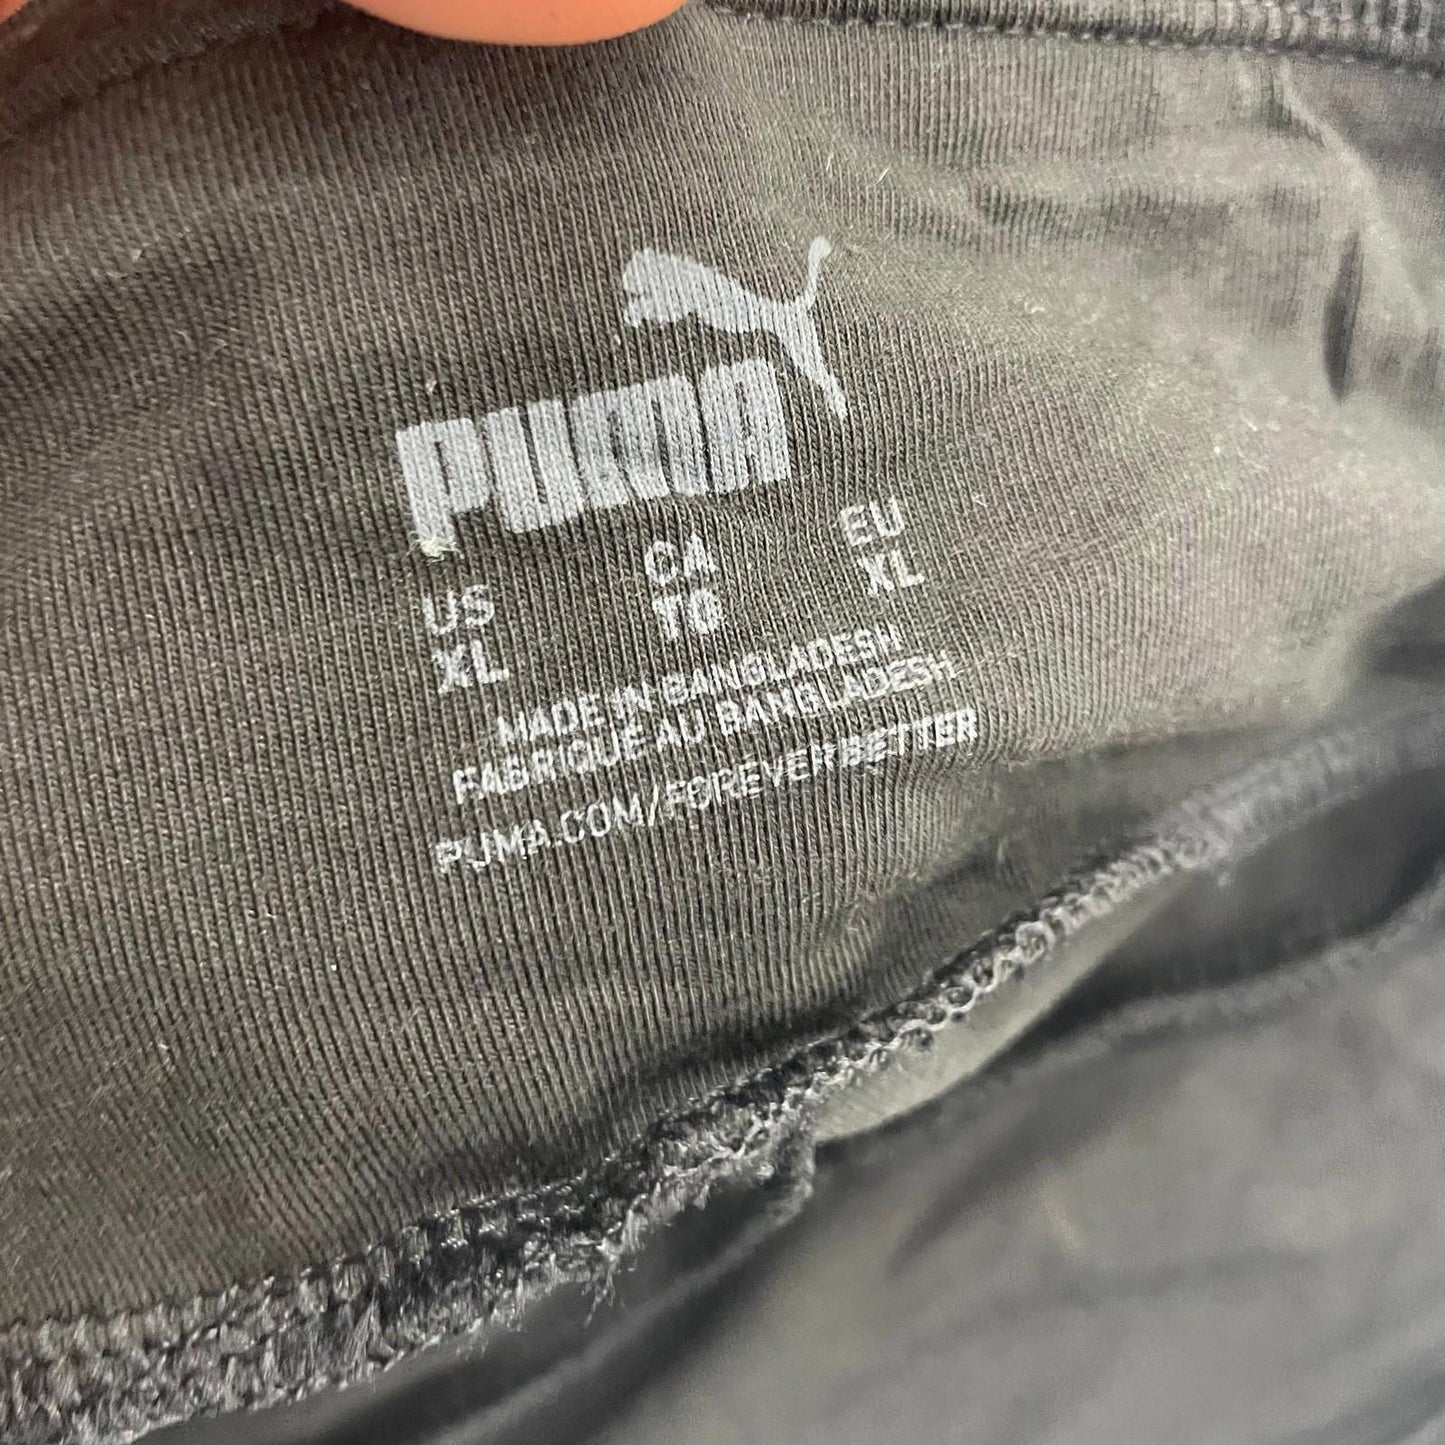 PUMA
US CA EU
XL TG XL
MADE IN BANGLADESH
FABRIQUE AU BANGLADESH
PUMA.COM/FOREVERBETTER